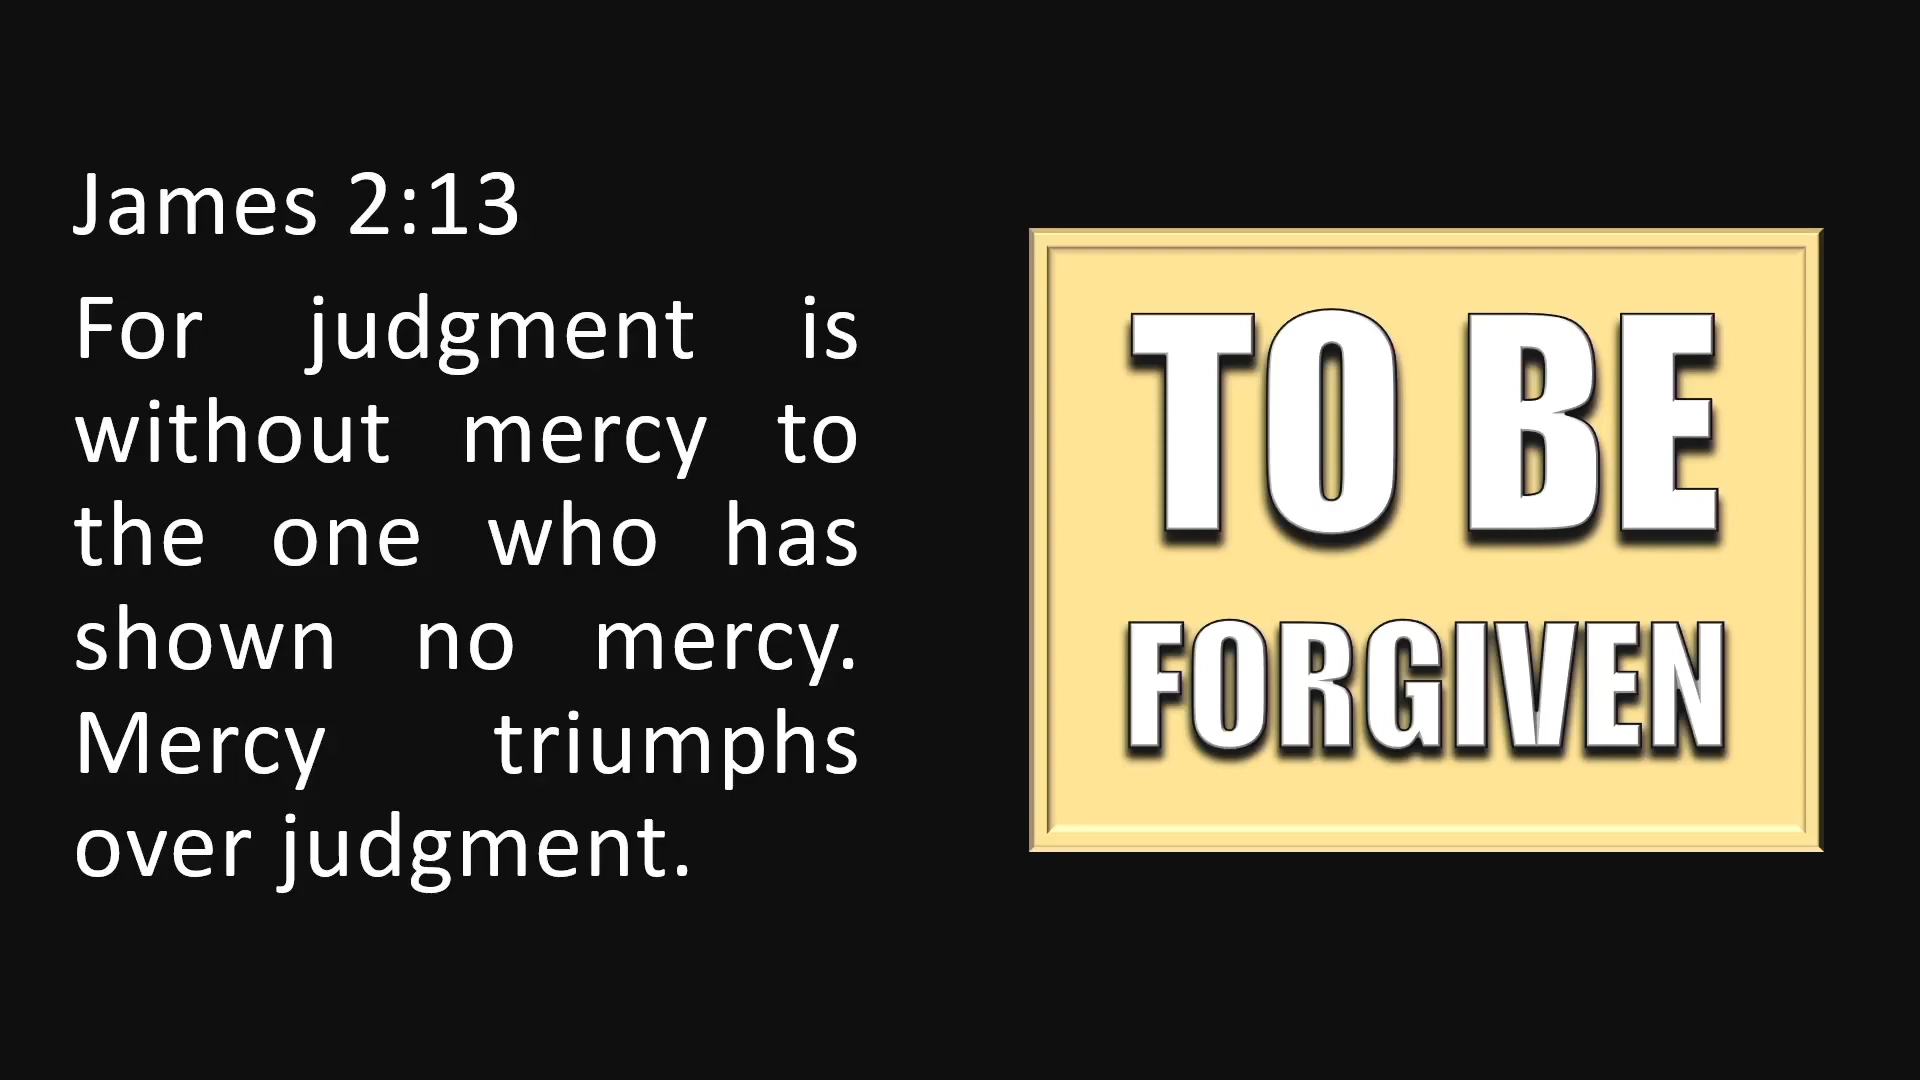 James 2:13
For judgment is
without mercy to
the one who has
shown no mercy.
Mercy triumphs
over judgment.
TO BE
FORGIVEN